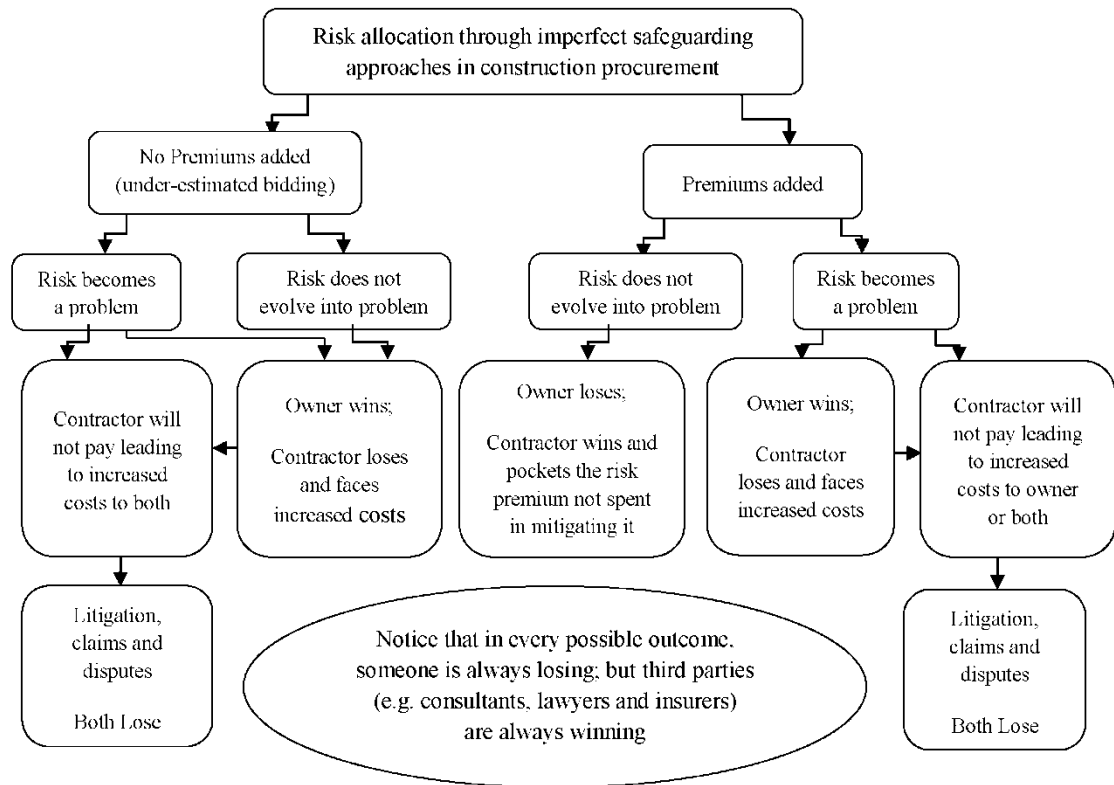 Risk allocation through imperfect safeguarding
approaches in construction procurement
No Premiums added
(under-estimated bidding)
Premiums added
Risk becomes
a problem
Risk does not
evolve into problem
Risk does not
evolve into problem
Risk becomes
a problem
Contractor will
not pay leading
to increased
costs to both
Owner wins;
Contractor loses
and faces
increased costs
Owner loses;
Contractor wins and
pockets the risk
premium not spent
in mitigating it
Owner wins;
Contractor
loses and faces
increased costs
Contractor will
not pay leading
to increased
costs to owner
or both
Litigation,
claims and
disputes
Both Lose
Notice that in every possible outcome,
someone is always losing; but third parties
(e.g. consultants, lawyers and insurers)
are always winning
Litigation,
claims and
disputes
Both Lose